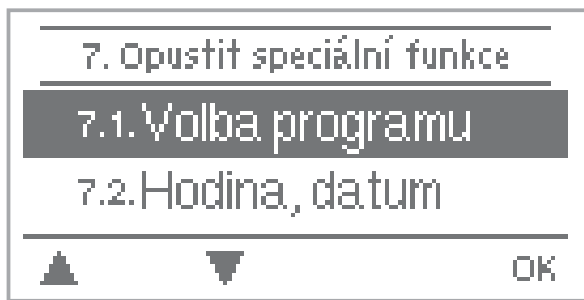 7. Opustit speciální funkce
7.1. Volba programu
7.2. Hodina, datum
OK